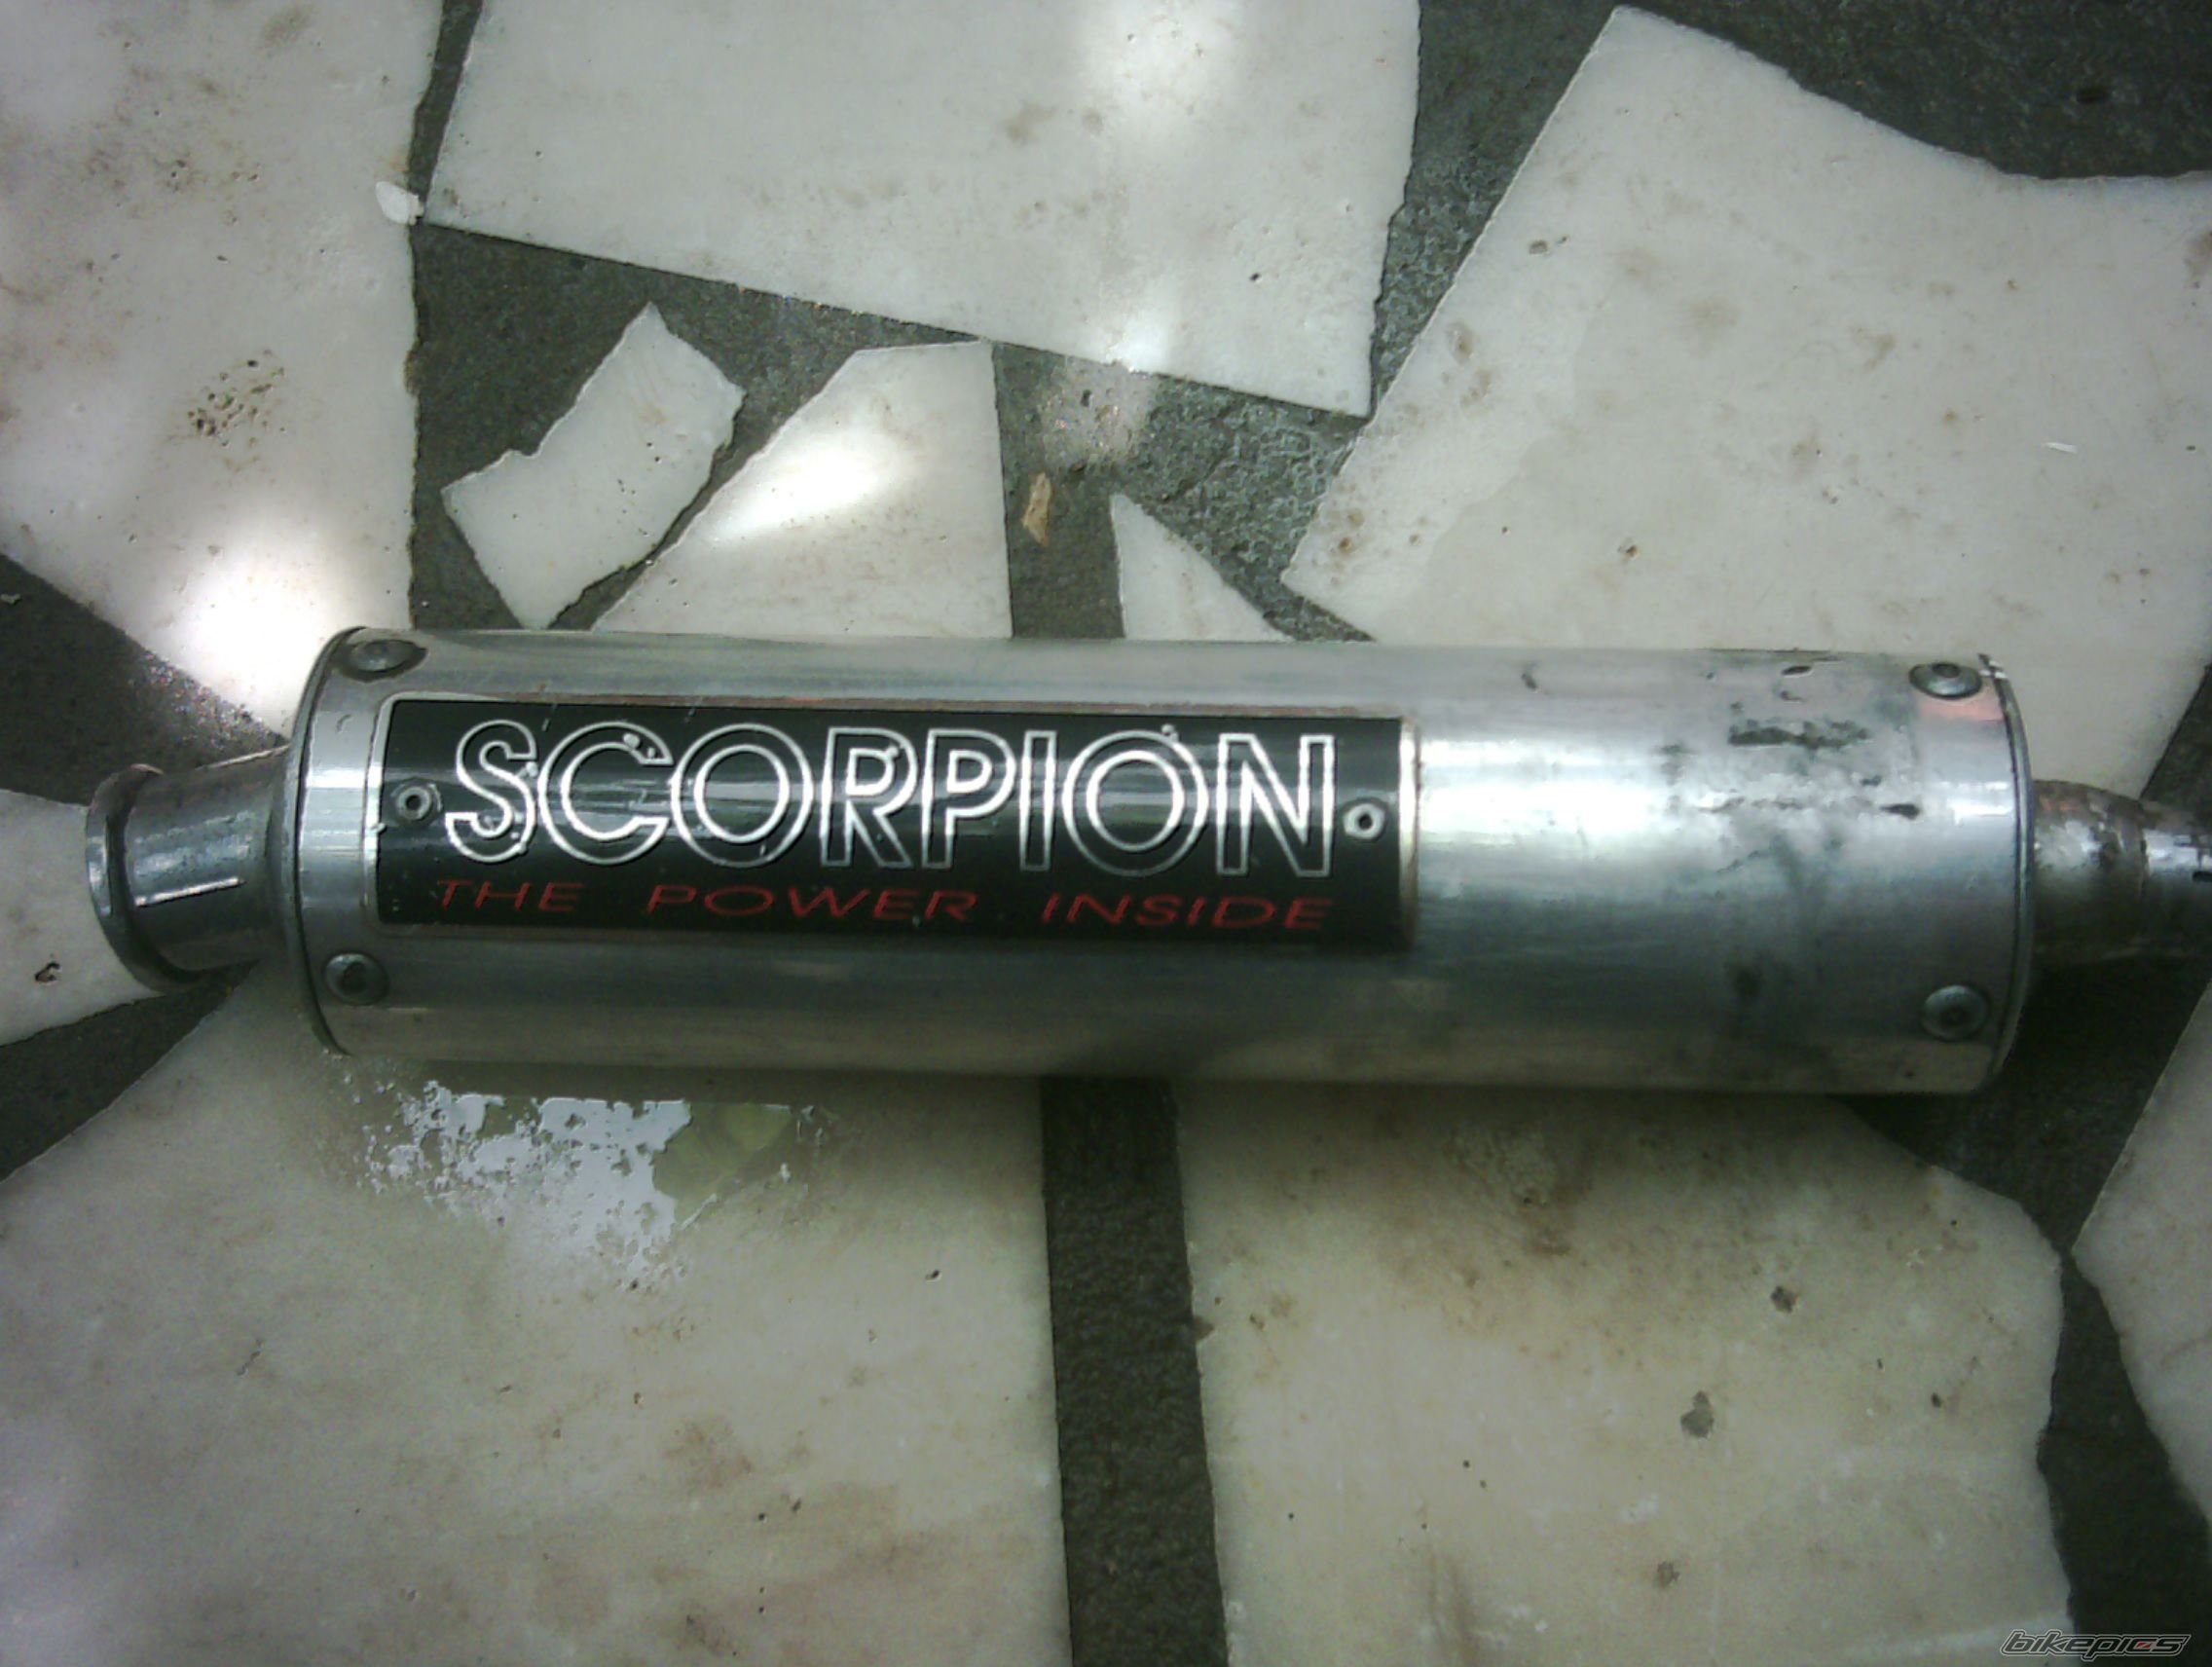 SCORPION
THE POWER INSIDE
bikepics